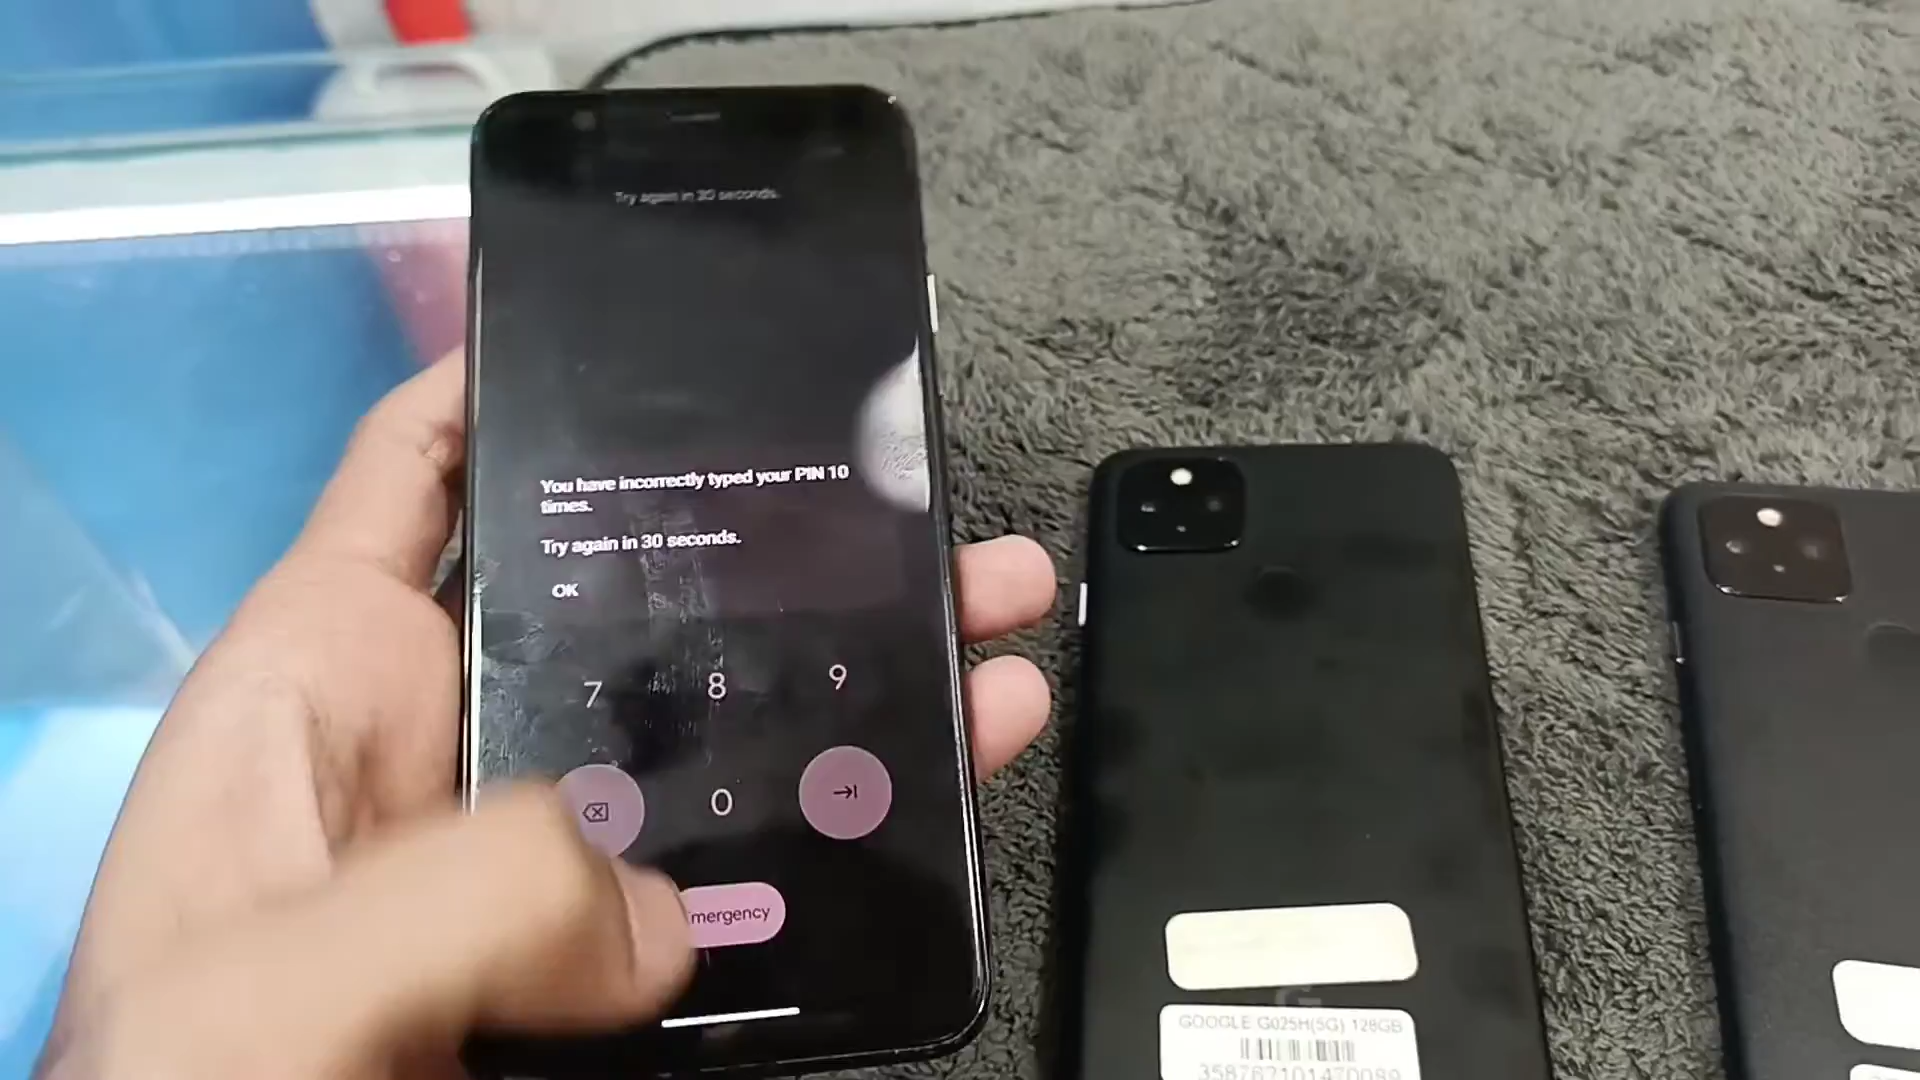 Try again in 30 seconds.
You have incorrectly typed your PIN 10
times.
Try again in 30 seconds.
OK
7 8 9
0
mergency
G
GOOGLE G025H(5G) 128GB
358767101470089